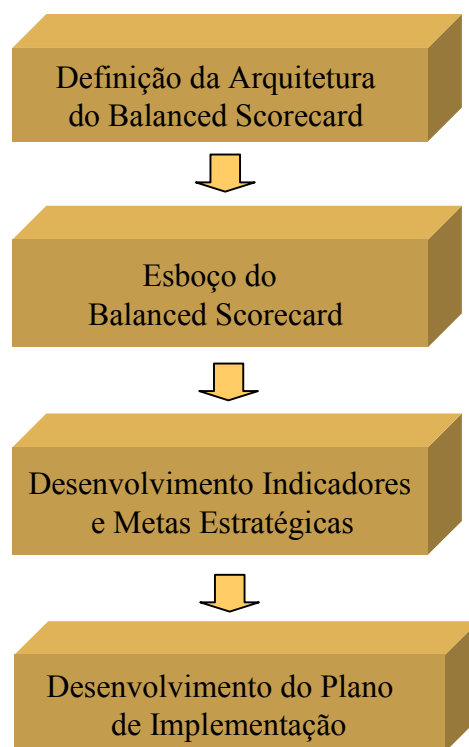 Definição da Arquitetura
do Balanced Scorecard
Esboço do
Balanced Scorecard
Desenvolvimento Indicadores
e Metas Estratégicas
Desenvolvimento do Plano
de Implementação